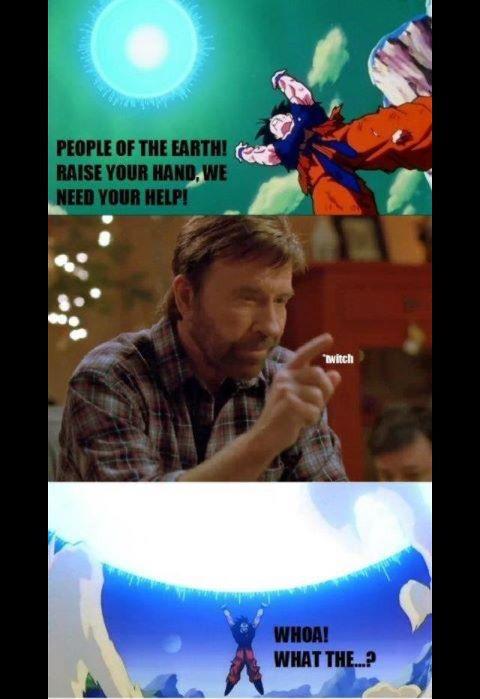 PEOPLE OF THE EARTH!
RAISE YOUR HAND, WE
NEED YOUR HELP!
*twitch
WHOA!
WHAT THE...?